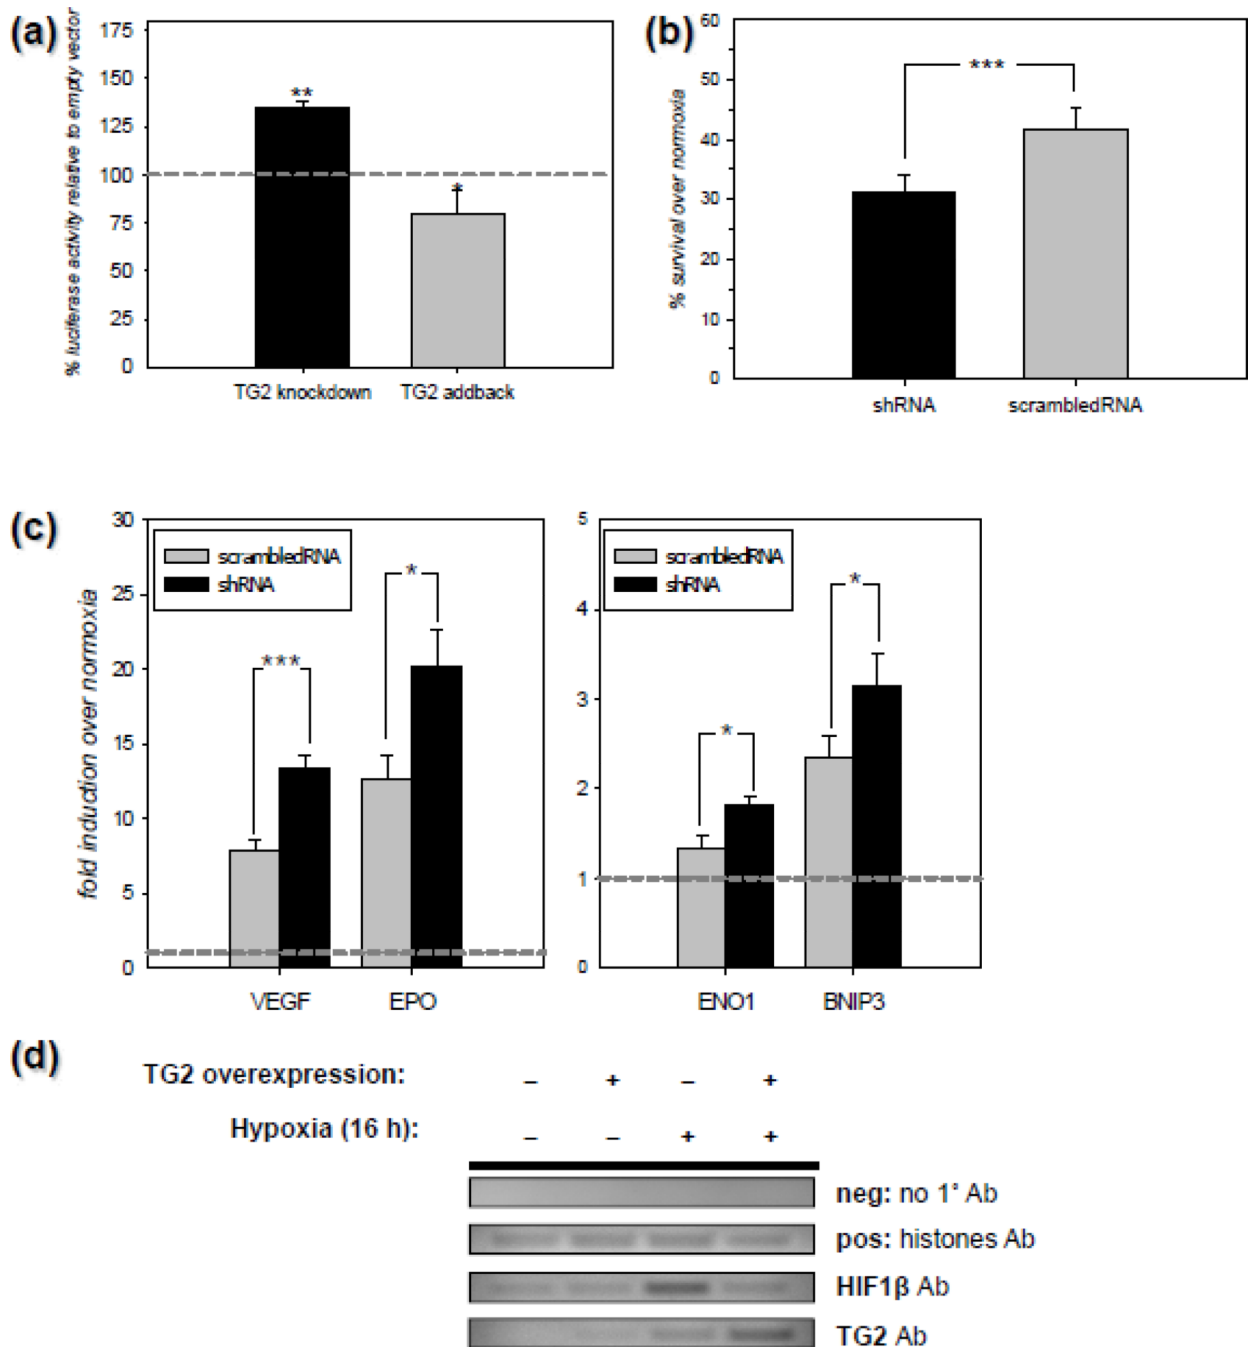 (a)
% luciferase activity relative to empty vector
175
150
125
100
75
50
25
0
**
*
TG2 knockdown TG2 addback
(b)
% survival over normoxia
60
50
40
30
20
10
0
***
shRNA scrambledRNA
(c)
fold induction over normoxia
30
25
20
15
10
5
0
scrambledRNA
shRNA
***
*
VEGF EPO
5
4
3
2
1
0
scrambledRNA
shRNA
*
*
ENO1 BNIP3
(d)
TG2 overexpression: – + – +
Hypoxia (16 h): – – + +
neg: no 1° Ab
pos: histones Ab
HIF1β Ab
TG2 Ab